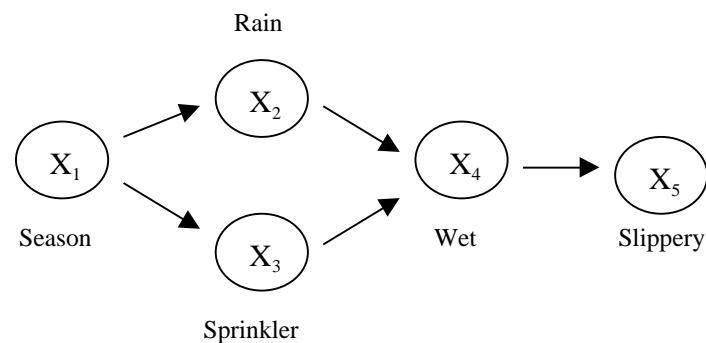 Rain
X₂
X₁
X₄
X₅
Season
Wet
Slippery
X₃
Sprinkler